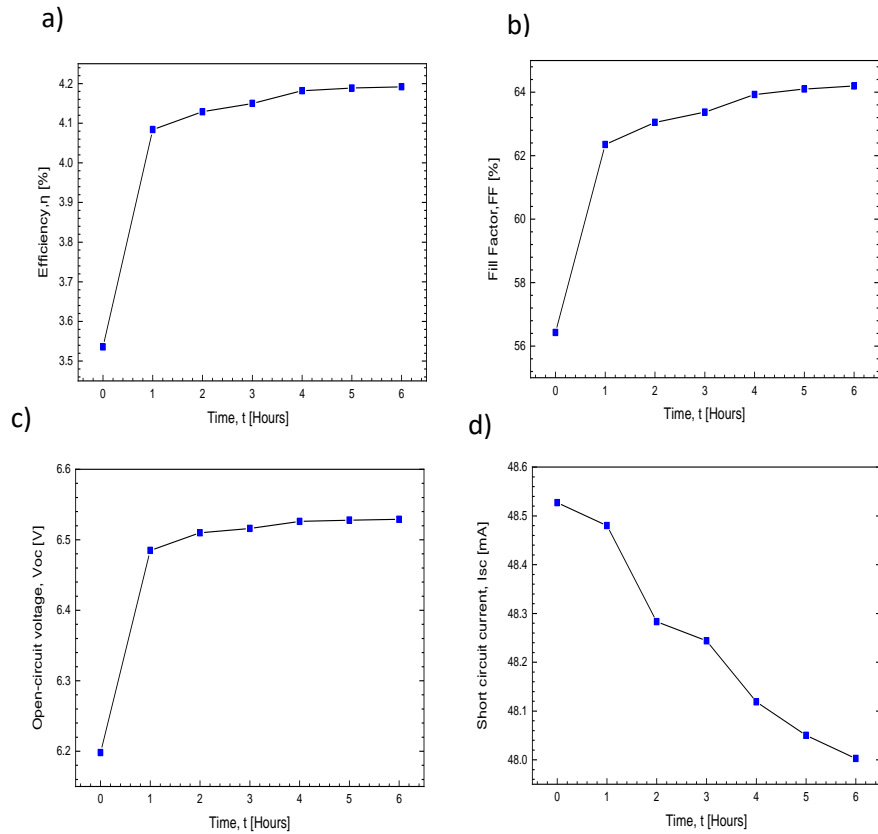 a)
4.2
4.1
4.0
3.9
3.8
3.7
3.6
3.5
Efficiency,η [%]
0 1 2 3 4 5 6
Time, t [Hours]
b)
64
62
60
58
56
Fill Factor,FF [%]
0 1 2 3 4 5 6
Time, t [Hours]
c)
6.6
6.5
6.4
6.3
6.2
Open-circuit voltage, Voc [V]
0 1 2 3 4 5 6
Time, t [Hours]
d)
48.6
48.5
48.4
48.3
48.2
48.1
48.0
Short circuit current, Isc [mA]
0 1 2 3 4 5 6
Time, t [Hours]